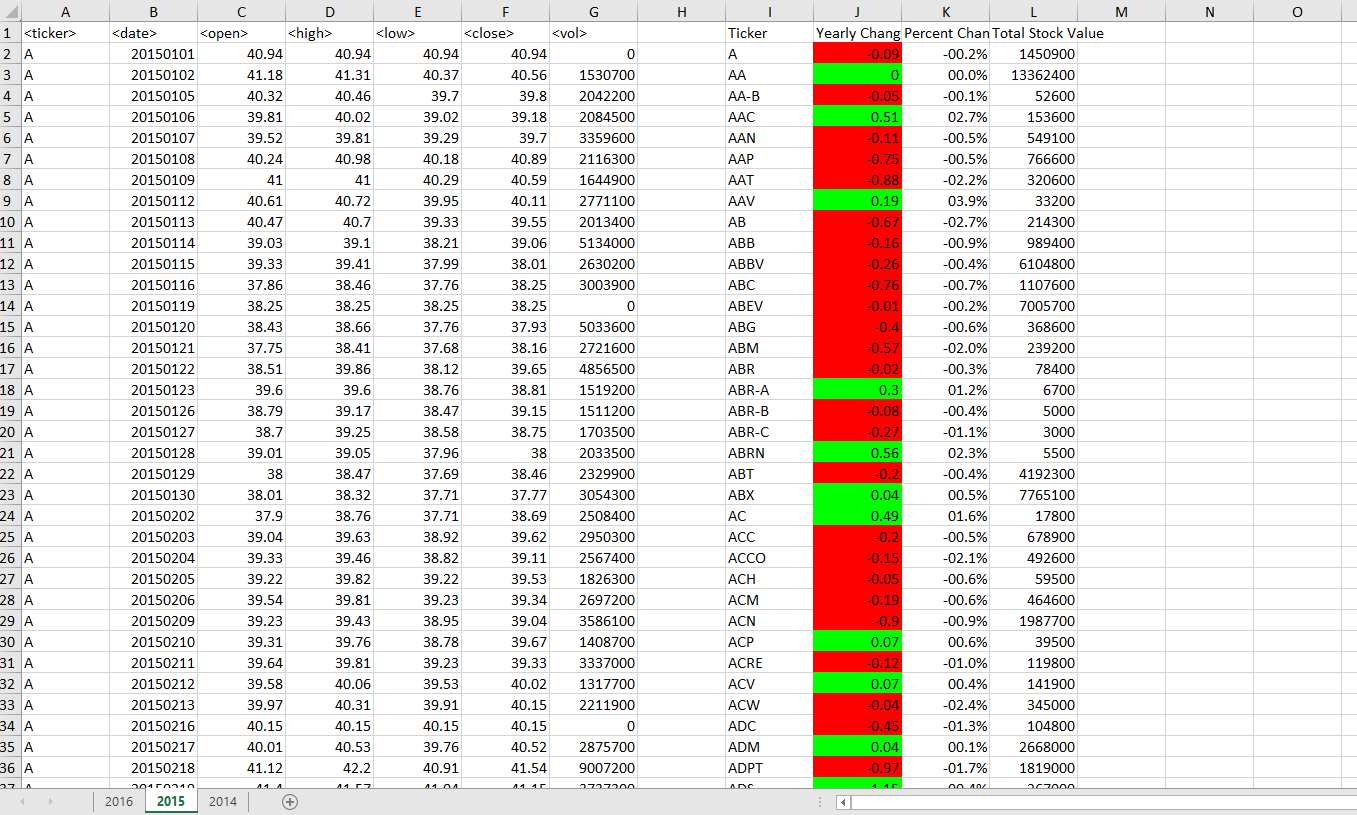 A B C D E F G H I J K L M N O
1 <ticker> <date> <open> <high> <low> <close> <vol> Ticker Yearly Chang Percent Chan Total Stock Value
2 A 20150101 40.94 40.94 40.94 40.94 0 A -0.09 -00.2% 1450900
3 A 20150102 41.18 41.31 40.37 40.56 1530700 AA 0 00.0% 13362400
4 A 20150105 40.32 40.46 39.7 39.8 2042200 AA-B -0.05 -00.1% 52600
5 A 20150106 39.81 40.02 39.02 39.18 2084500 AAC 0.51 02.7% 153600
6 A 20150107 39.52 39.81 39.29 39.7 3359600 AAN -0.11 -00.5% 549100
7 A 20150108 40.24 40.98 40.18 40.89 2116300 AAP -0.75 -00.5% 766600
8 A 20150109 41 41 40.29 40.59 1644900 AAT -0.88 -02.2% 320600
9 A 20150112 40.61 40.72 39.95 40.11 2771100 AAV 0.19 03.9% 33200
10 A 20150113 40.47 40.7 39.33 39.55 2013400 AB -0.67 -02.7% 214300
11 A 20150114 39.03 39.1 38.21 39.06 5134000 ABB -0.16 -00.9% 989400
12 A 20150115 39.33 39.41 37.99 38.01 2630200 ABBV -0.26 -00.4% 6104800
13 A 20150116 37.86 38.46 37.76 38.25 3003900 ABC -0.76 -00.7% 1107600
14 A 20150119 38.25 38.25 38.25 38.25 0 ABEV -0.01 -00.2% 7005700
15 A 20150120 38.43 38.66 37.76 37.93 5033600 ABG -0.4 -00.6% 368600
16 A 20150121 37.75 38.41 37.68 38.16 2721600 ABM -0.57 -02.0% 239200
17 A 20150122 38.51 39.86 38.12 39.65 4856500 ABR -0.02 -00.3% 78400
18 A 20150123 39.6 39.6 38.76 38.81 1519200 ABR-A 0.3 01.2% 6700
19 A 20150126 38.79 39.17 38.47 39.15 1511200 ABR-B -0.08 -00.4% 5000
20 A 20150127 38.7 39.25 38.58 38.75 1703500 ABR-C -0.27 -01.1% 3000
21 A 20150128 39.01 39.05 37.96 38 2033500 ABRN 0.56 02.3% 5500
22 A 20150129 38 38.47 37.69 38.46 2329900 ABT -0.2 -00.4% 4192300
23 A 20150130 38.01 38.32 37.71 37.77 3054300 ABX 0.04 00.5% 7765100
24 A 20150202 37.9 38.76 37.71 38.69 2508400 AC 0.49 01.6% 17800
25 A 20150203 39.04 39.63 38.92 39.62 2950300 ACC -0.2 -00.5% 678900
26 A 20150204 39.33 39.46 38.82 39.11 2567400 ACCO -0.15 -02.1% 492600
27 A 20150205 39.22 39.82 39.22 39.53 1826300 ACH -0.05 -00.6% 59500
28 A 20150206 39.54 39.81 39.23 39.34 2697200 ACM -0.19 -00.6% 464600
29 A 20150209 39.23 39.43 38.95 39.04 3586100 ACN -0.9 -00.9% 1987700
30 A 20150210 39.31 39.76 38.78 39.67 1408700 ACP 0.07 00.6% 39500
31 A 20150211 39.64 39.81 39.23 39.33 3337000 ACRE -0.12 -01.0% 119800
32 A 20150212 39.58 40.06 39.53 40.02 1317700 ACV 0.07 00.4% 141900
33 A 20150213 39.97 40.31 39.91 40.15 2211900 ACW -0.04 -02.4% 345000
34 A 20150216 40.15 40.15 40.15 40.15 0 ADC -0.45 -01.3% 104800
35 A 20150217 40.01 40.53 39.76 40.52 2875700 ADM 0.04 00.1% 2668000
36 A 20150218 41.12 42.2 40.91 41.54 9007200 ADPT -0.97 -01.7% 1819000
2016 2015 2014